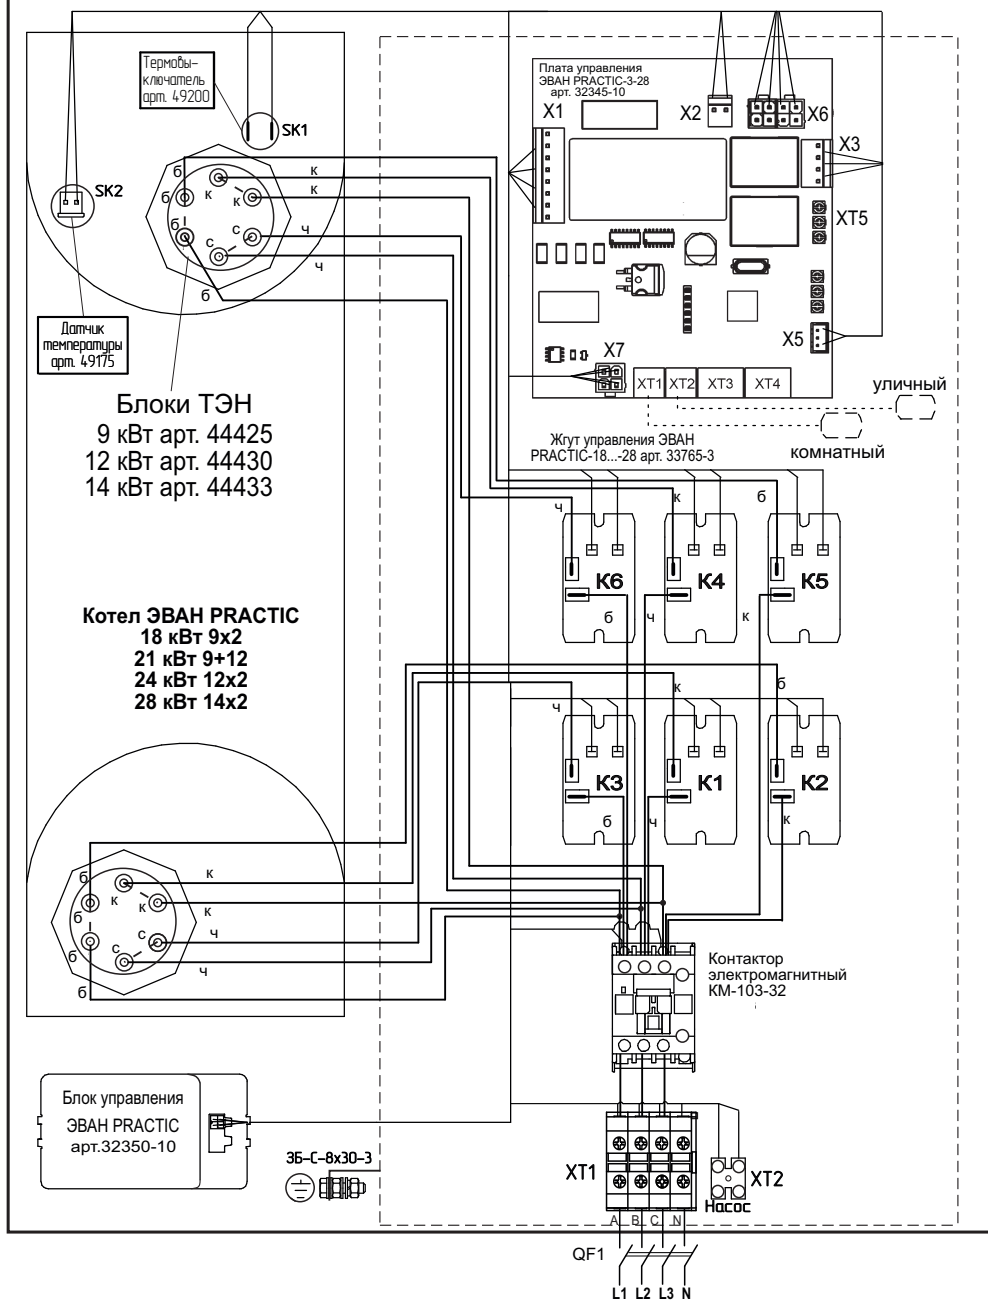 Термовы-
ключатель
арт. 49200
SK1
SK2
Плата управления
ЭВАН PRACTIC-3-28
арт. 32345-10
X1
X2
X6
X3
XT5
X5
X7
XT1
XT2
XT3
XT4
уличный
комнатный
б
к
к
б
к
к
ч
с
б
с
ч
б
Датчик
температуры
арт. 49175
Блоки ТЭН
9 кВт арт. 44425
12 кВт арт. 44430
14 кВт арт. 44433
Жгут управления ЭВАН
PRACTIC-18...-28 арт. 33765-3
ч
к
б
K6
K4
K5
б
ч
к
Котел ЭВАН PRACTIC
18 кВт 9х2
21 кВт 9+12
24 кВт 12х2
28 кВт 14х2
ч
к
б
K3
K1
K2
б
ч
к
б
к
к
к
к
б
с
ч
с
б
ч
б
Контактор
электромагнитный
КМ-103-32
Блок управления
ЭВАН PRACTIC
арт.32350-10
ЗБ-С-8х30-3
XT1
XT2
Насос
A
B
C
N
QF1
L1
L2
L3
N